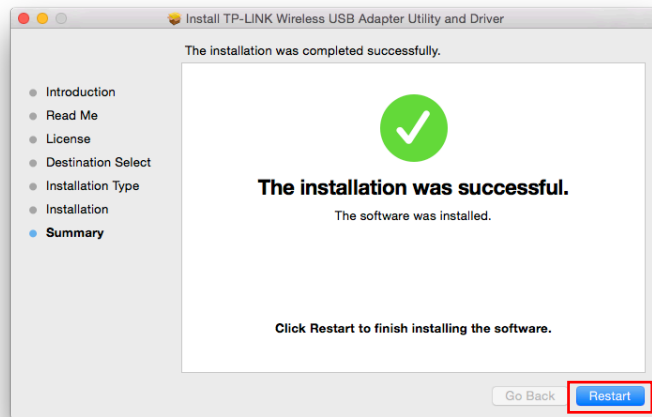 Install TP-LINK Wireless USB Adapter Utility and Driver
The installation was completed successfully.
Introduction
Read Me
License
Destination Select
Installation Type
Installation
Summary
The installation was successful.
The software was installed.
Click Restart to finish installing the software.
Go Back
Restart